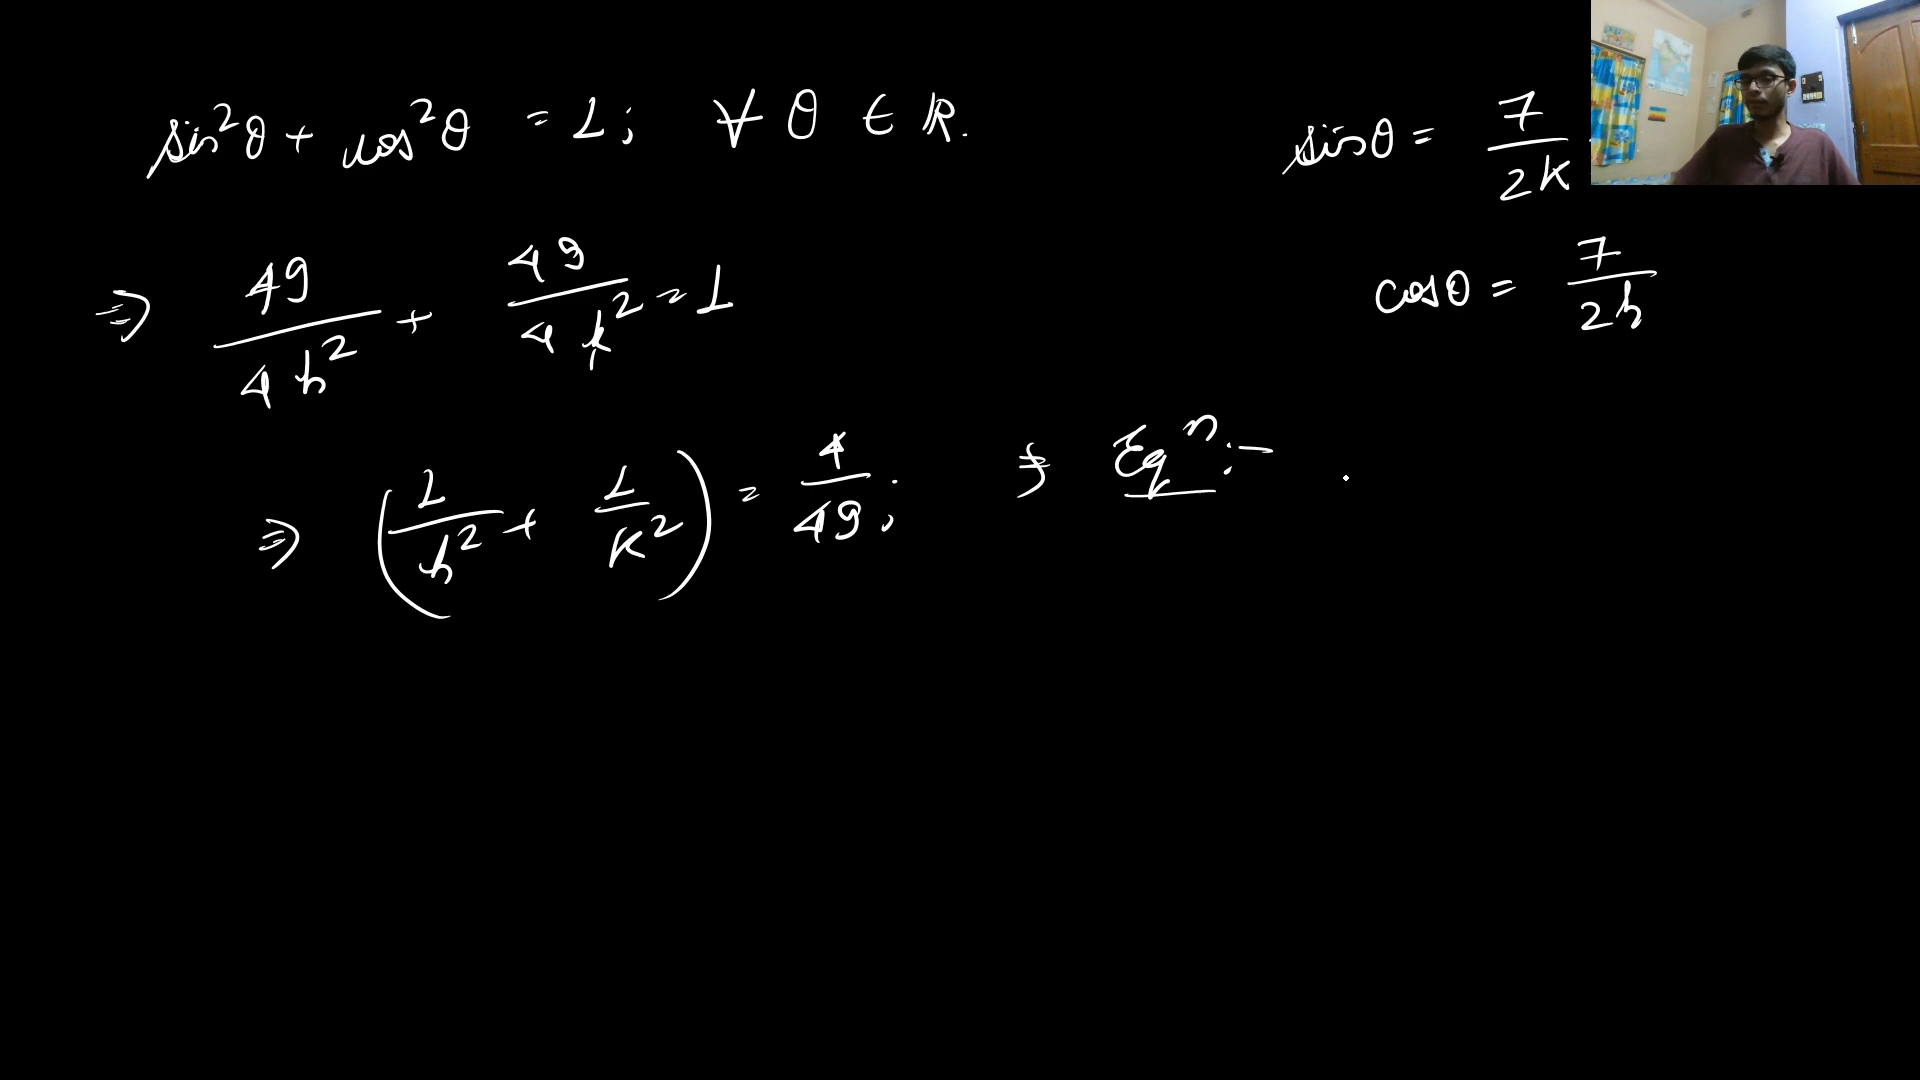 sin²θ + cos²θ = 1; ∀ θ ∈ ℝ.
sinθ = 7/2k
⇒ 49/4h² + 49/4k² = 1
cosθ = 7/2h
⇒ (1/h² + 1/k²) = 4/49; ⇒ Eqⁿ:-